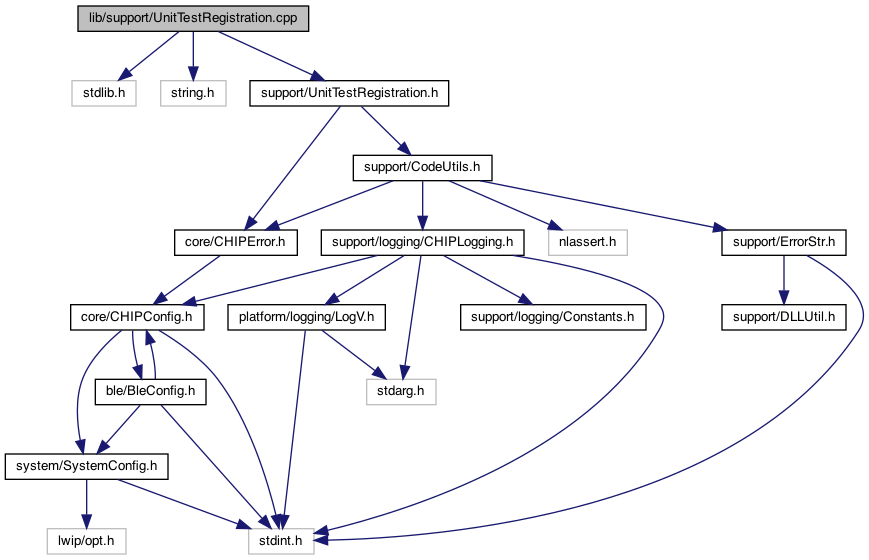 lib/support/UnitTestRegistration.cpp
stdlib.h
string.h
support/UnitTestRegistration.h
support/CodeUtils.h
core/CHIPError.h
support/logging/CHIPLogging.h
nlassert.h
support/ErrorStr.h
core/CHIPConfig.h
platform/logging/LogV.h
support/logging/Constants.h
support/DLLUtil.h
ble/BleConfig.h
stdarg.h
system/SystemConfig.h
lwip/opt.h
stdint.h